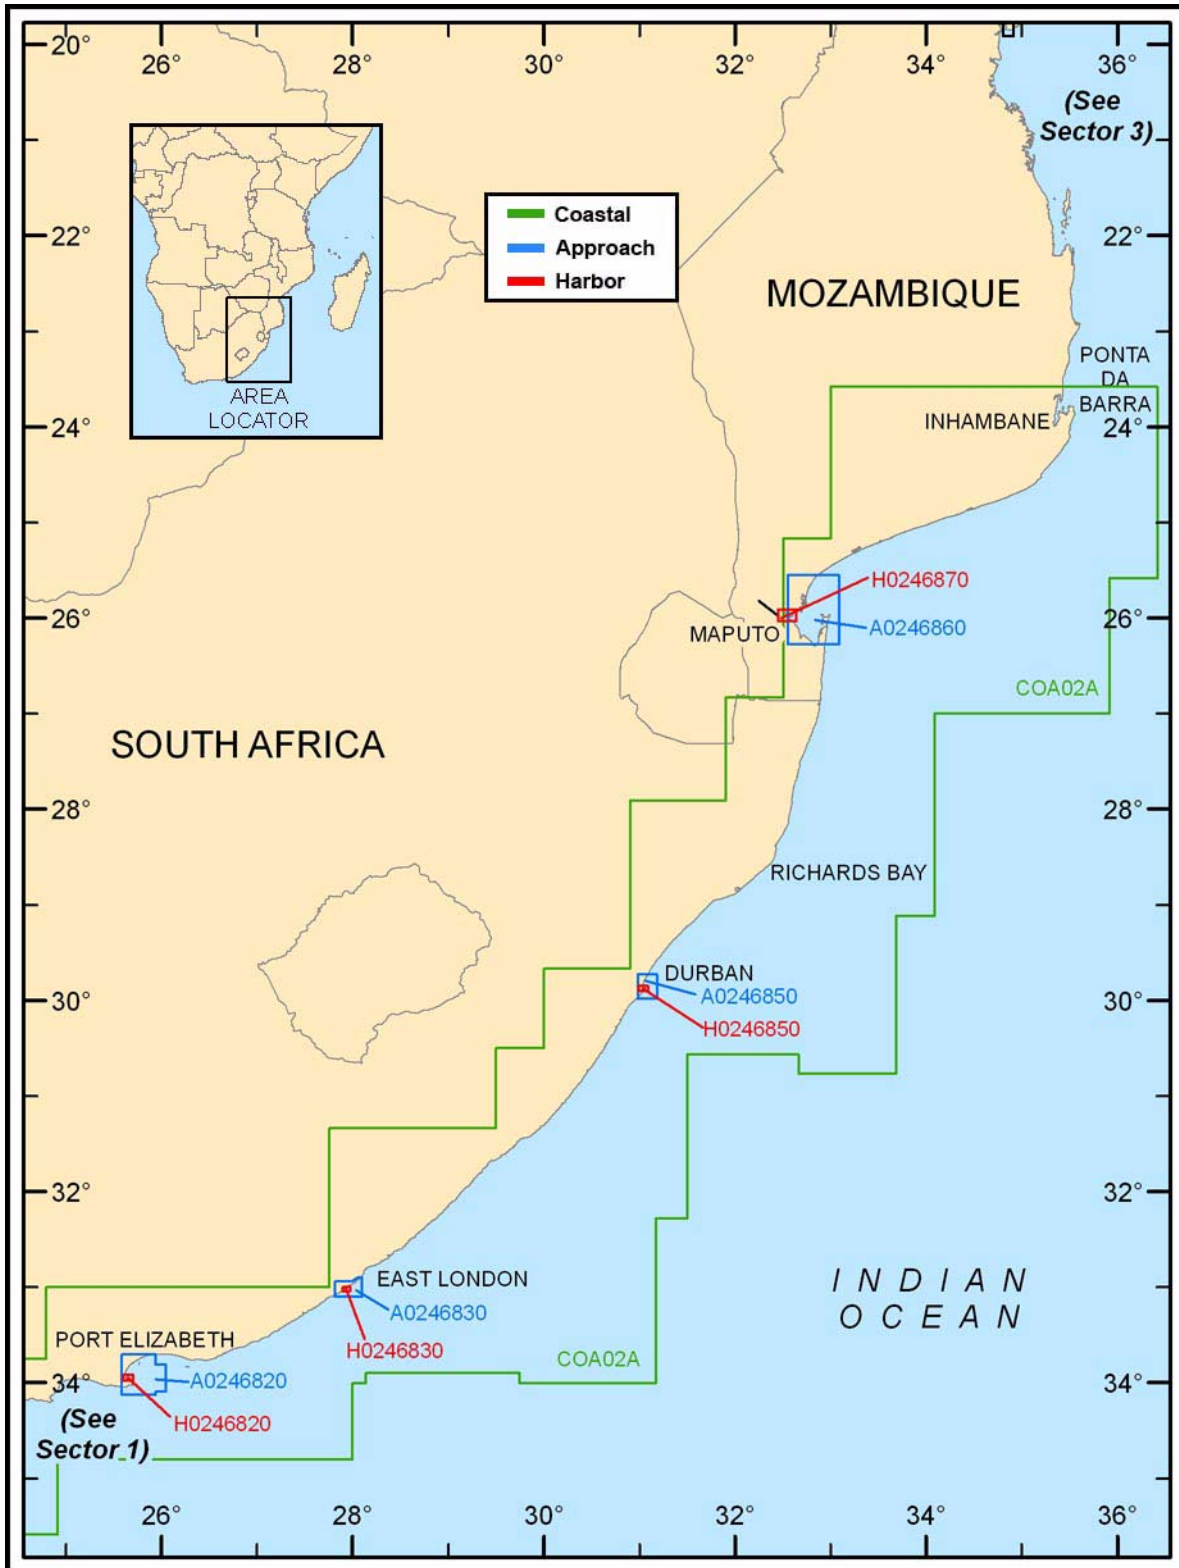 20°
26°
28°
30°
32°
34°
36°
(See
Sector 3)
AREA
LOCATOR
Coastal
Approach
Harbor
22°
22°
MOZAMBIQUE
PONTA
DA
BARRA
INHAMBANE
24°
24°
H0246870
26°
26°
MAPUTO
A0246860
COA02A
SOUTH AFRICA
28°
28°
RICHARDS BAY
DURBAN
A0246850
30°
30°
H0246850
32°
32°
EAST LONDON
A0246830
INDIAN
OCEAN
PORT ELIZABETH
H0246830
COA02A
34°
34°
A0246820
H0246820
(See
Sector 1)
26°
28°
30°
32°
34°
36°